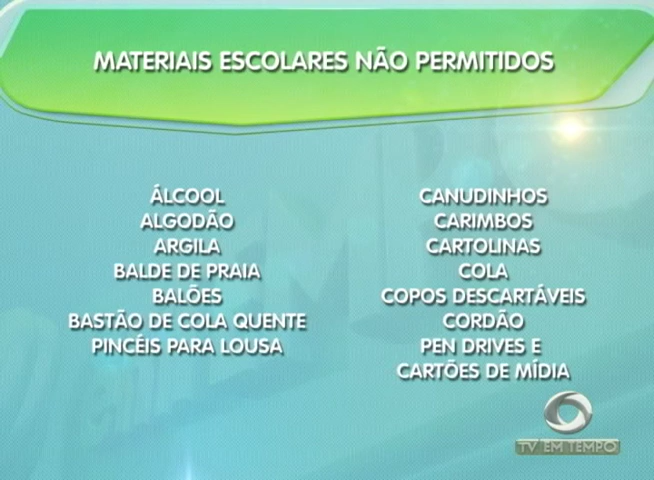 MATERIAIS ESCOLARES NÃO PERMITIDOS
ÁLCOOL
ALGODÃO
ARGILA
BALDE DE PRAIA
BALÕES
BASTÃO DE COLA QUENTE
PINCÉIS PARA LOUSA
CANUDINHOS
CARIMBOS
CARTOLINAS
COLA
COPOS DESCARTÁVEIS
CORDÃO
PEN DRIVES E
CARTÕES DE MÍDIA
TV EM TEMPO